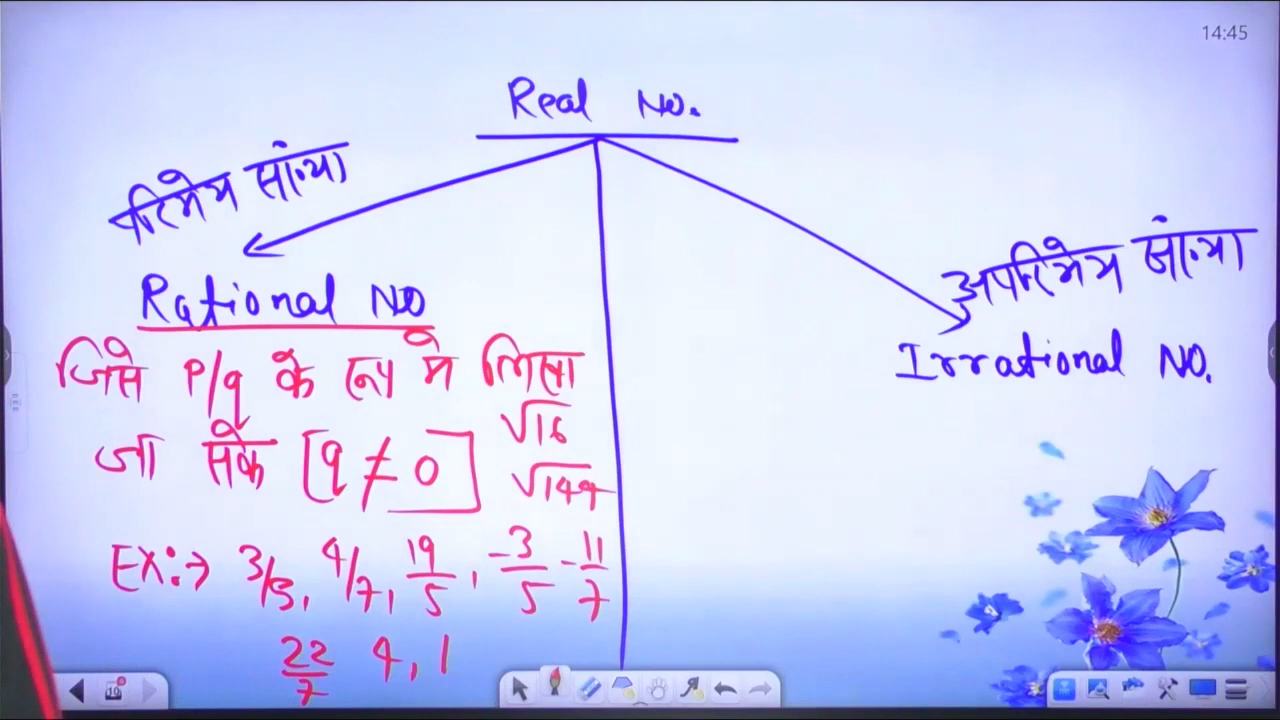 14:45
Real No.
परिमेय सांख्या
अपरिमेय सांख्या
Rational NO
Irrational NO.
जिसे P/q के रूप मे लिखा
√16
जा सके [q ≠ 0]
√144
EX:→ 3/5, 4/7, 19/5, -3/5 -11/7
22/7 4, 1